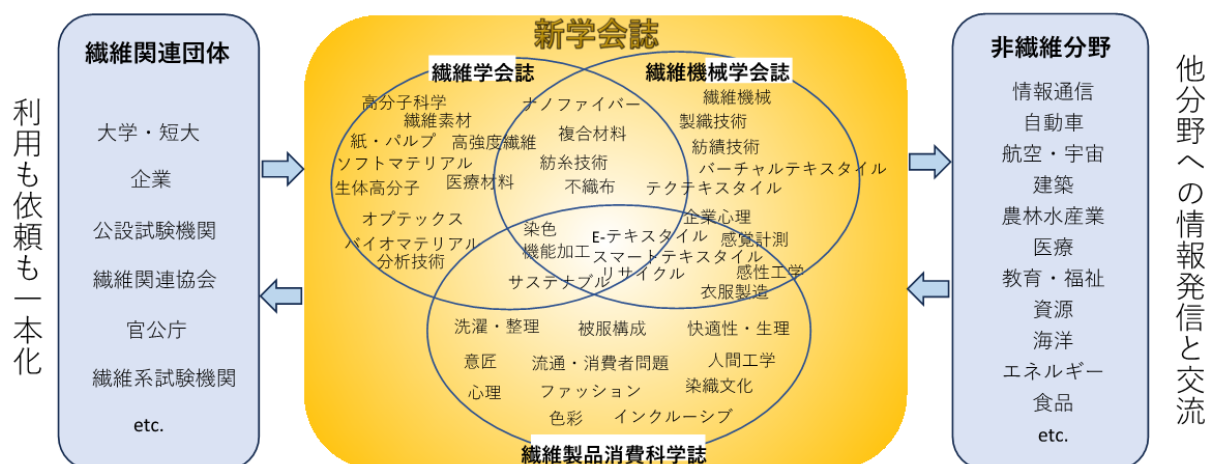 利用も依頼も一本化
繊維関連団体
大学・短大
企業
公設試験機関
繊維関連協会
官公庁
繊維系試験機関
etc.
新学会誌
繊維学会誌
高分子科学
繊維素材
紙・パルプ
高強度繊維
ソフトマテリアル
生体高分子
医療材料
オプテックス
バイオマテリアル
分析技術
ナノファイバー
複合材料
紡糸技術
不織布
繊維機械学会誌
繊維機械
製織技術
紡績技術
バーチャルテキスタイル
テクテキスタイル
企業心理
感覚計測
感性工学
衣服製造
染色
機能加工
サステナブル
E-テキスタイル
スマートテキスタイル
リサイクル
洗濯・整理
被服構成
快適性・生理
意匠
流通・消費者問題
人間工学
心理
ファッション
染織文化
色彩
インクルーシブ
繊維製品消費科学誌
非繊維分野
情報通信
自動車
航空・宇宙
建築
農林水産業
医療
教育・福祉
資源
海洋
エネルギー
食品
etc.
他分野への情報発信と交流